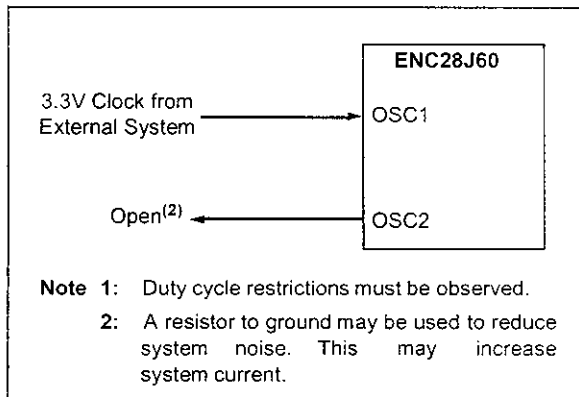 ENC28J60
3.3V Clock from
External System
OSC1
Open(2)
OSC2
Note 1: Duty cycle restrictions must be observed.
2: A resistor to ground may be used to reduce
system noise. This may increase
system current.